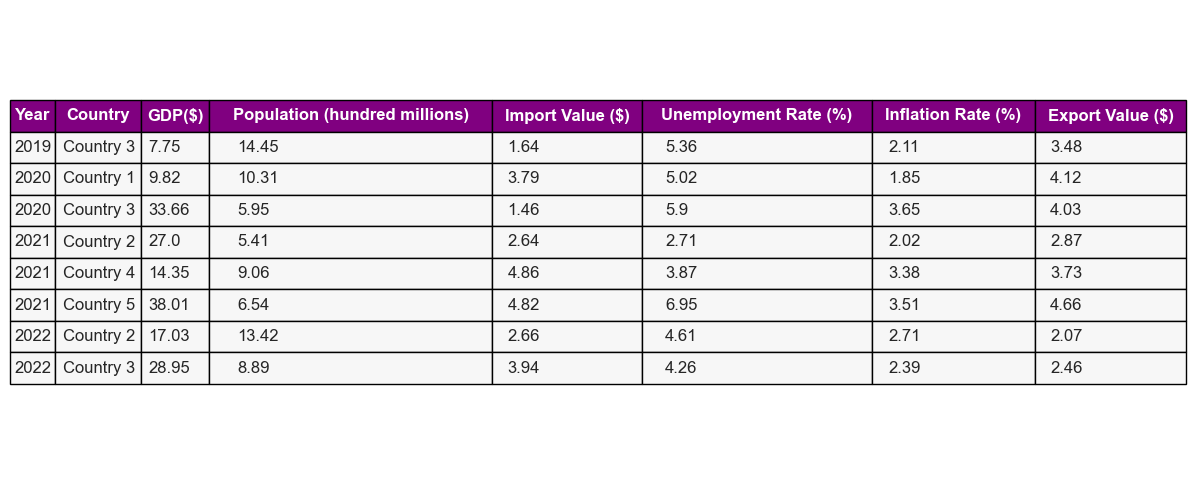 Year Country GDP($) Population (hundred millions) Import Value ($) Unemployment Rate (%) Inflation Rate (%) Export Value ($)
2019 Country 3 7.75 14.45 1.64 5.36 2.11 3.48
2020 Country 1 9.82 10.31 3.79 5.02 1.85 4.12
2020 Country 3 33.66 5.95 1.46 5.9 3.65 4.03
2021 Country 2 27.0 5.41 2.64 2.71 2.02 2.87
2021 Country 4 14.35 9.06 4.86 3.87 3.38 3.73
2021 Country 5 38.01 6.54 4.82 6.95 3.51 4.66
2022 Country 2 17.03 13.42 2.66 4.61 2.71 2.07
2022 Country 3 28.95 8.89 3.94 4.26 2.39 2.46